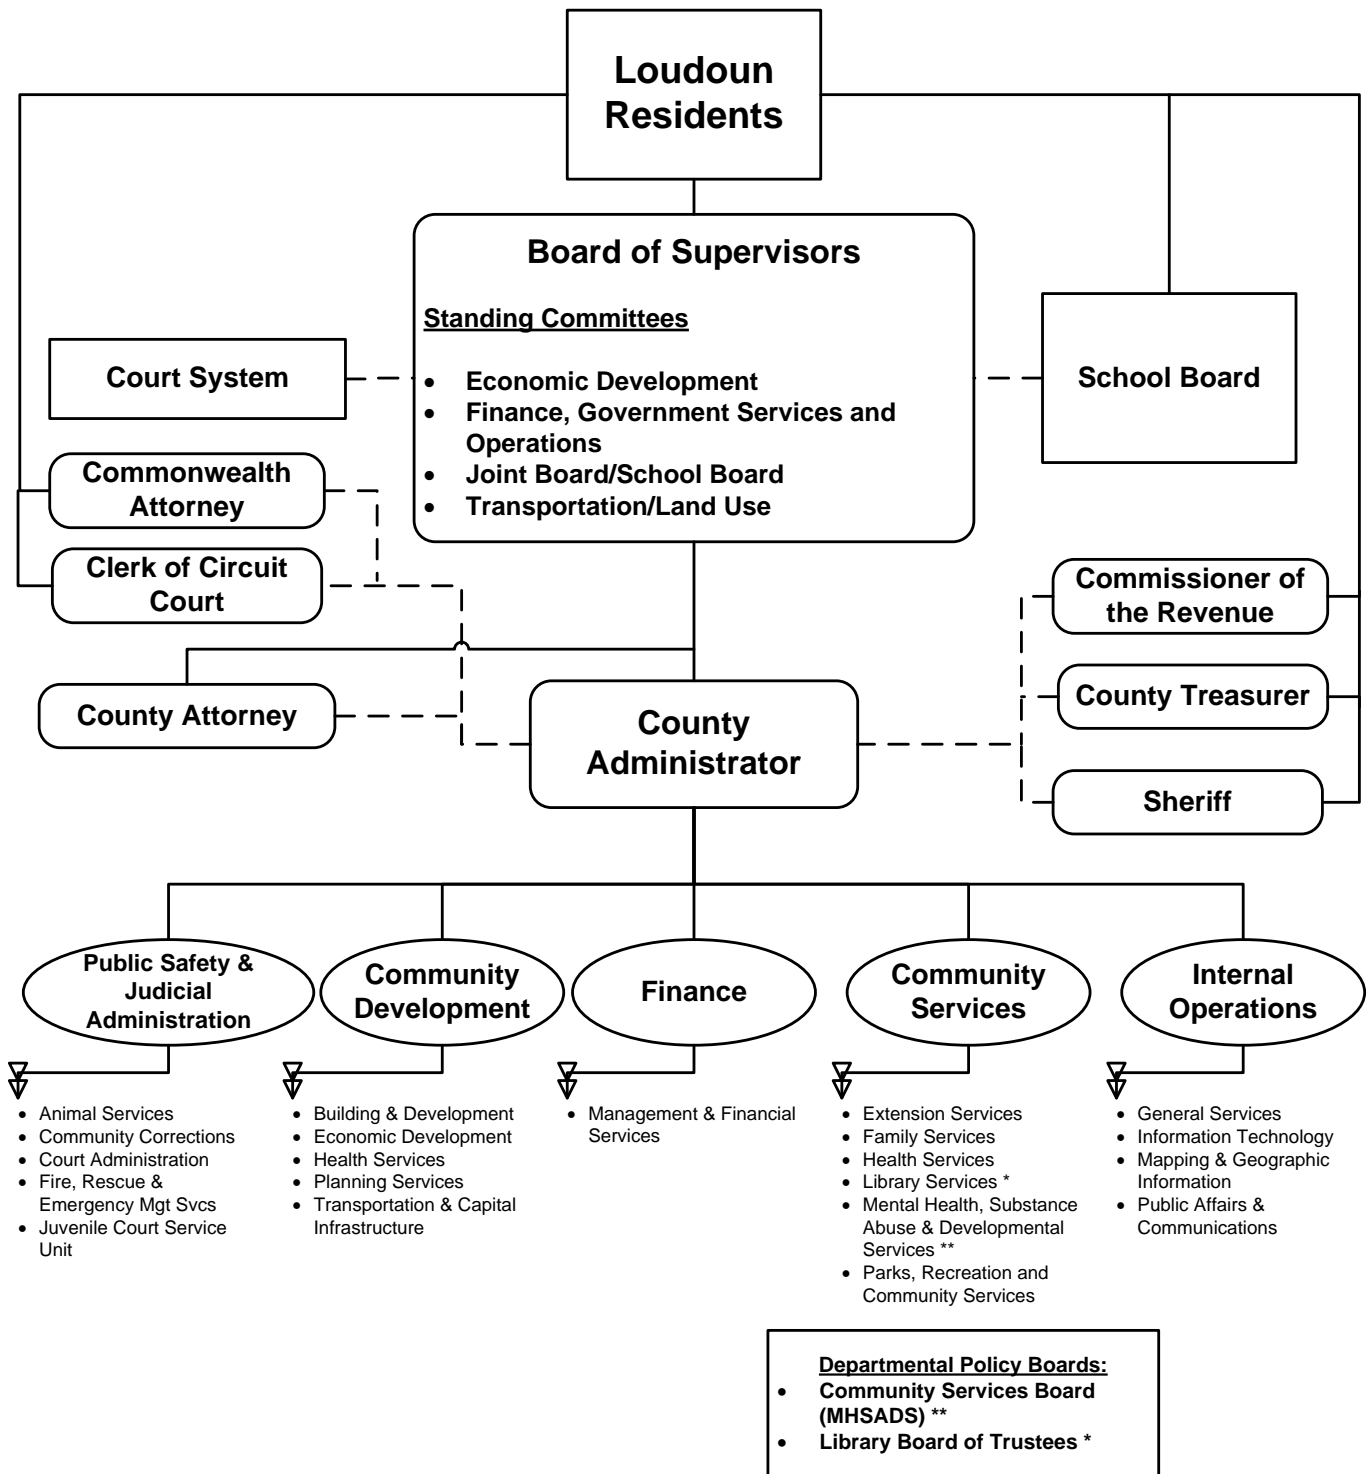 Loudoun
Residents
Board of Supervisors
Standing Committees
• Economic Development
• Finance, Government Services and
Operations
• Joint Board/School Board
• Transportation/Land Use
Court System
School Board
Commonwealth
Attorney
Clerk of Circuit
Court
Commissioner of
the Revenue
County Attorney
County
Administrator
County Treasurer
Sheriff
Public Safety &
Judicial
Administration
Community
Development
Finance
Community
Services
Internal
Operations
• Animal Services
• Community Corrections
• Court Administration
• Fire, Rescue &
Emergency Mgt Svcs
• Juvenile Court Service
Unit
• Building & Development
• Economic Development
• Health Services
• Planning Services
• Transportation & Capital
Infrastructure
• Management & Financial
Services
• Extension Services
• Family Services
• Health Services
• Library Services *
• Mental Health, Substance
Abuse & Developmental
Services **
• Parks, Recreation and
Community Services
• General Services
• Information Technology
• Mapping & Geographic
Information
• Public Affairs &
Communications
Departmental Policy Boards:
• Community Services Board
(MHSADS) **
• Library Board of Trustees *